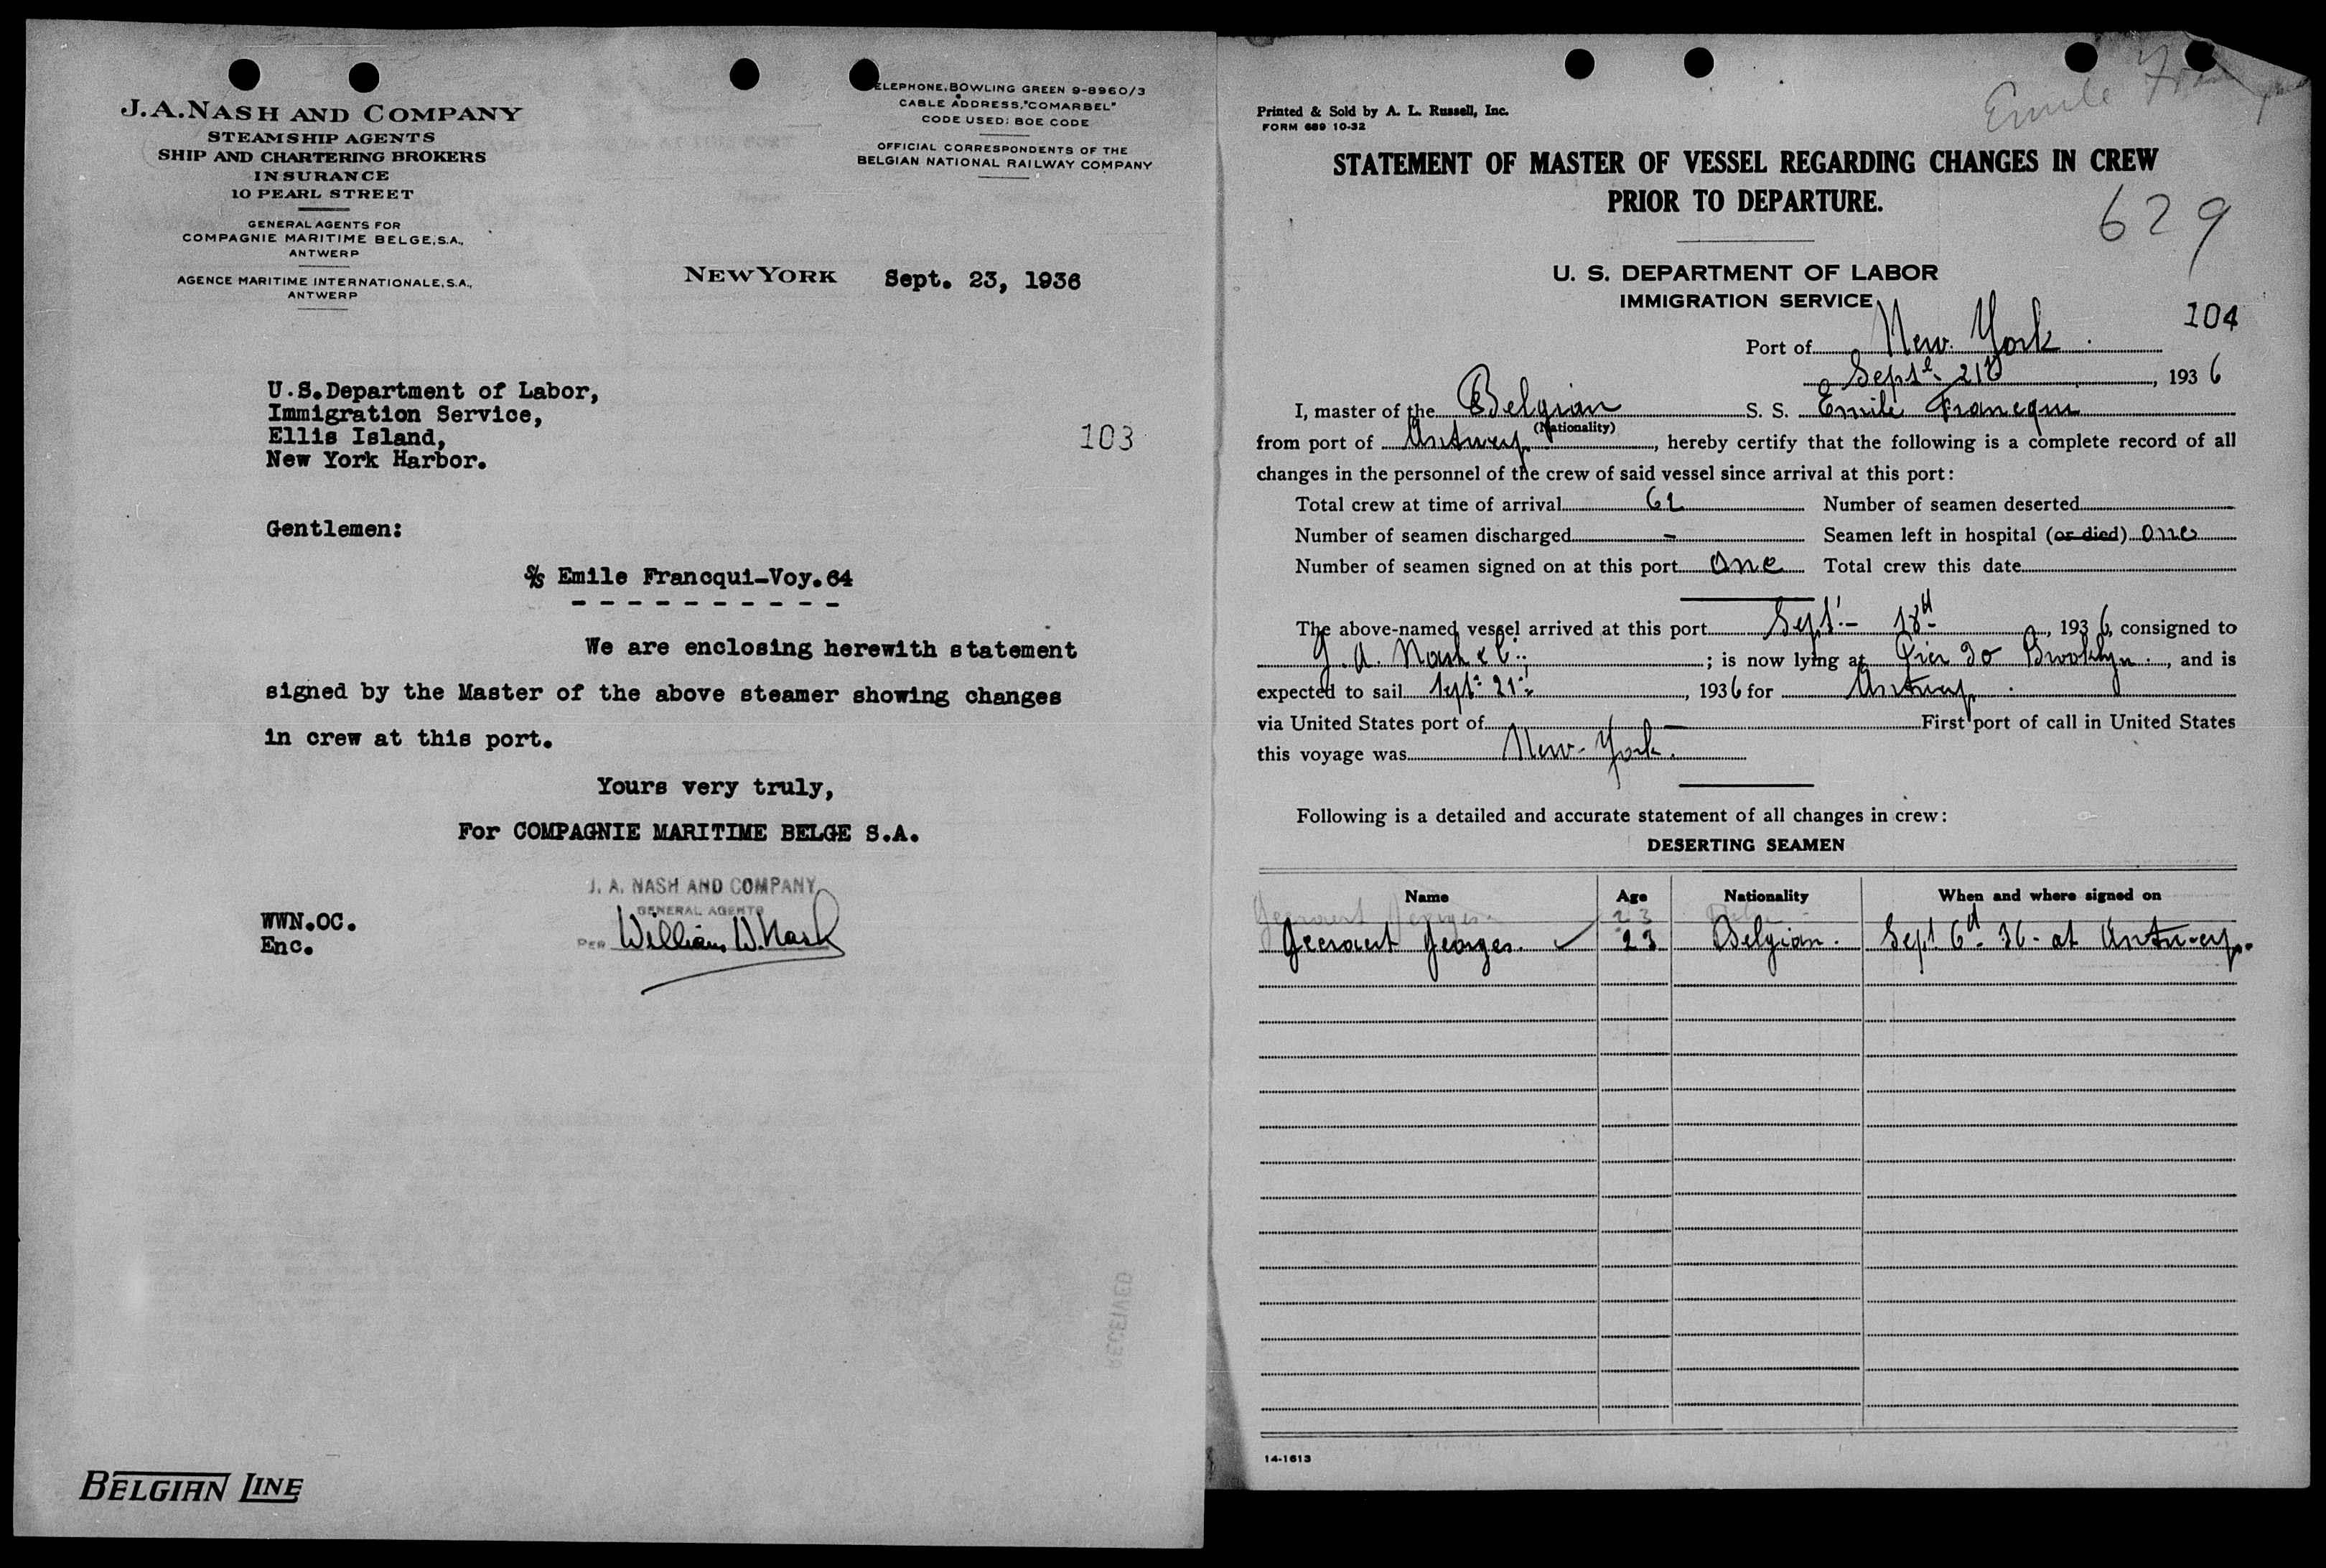 J.A. NASH AND COMPANY
STEAMSHIP AGENTS
SHIP AND CHARTERING BROKERS
INSURANCE
10 PEARL STREET
GENERAL AGENTS FOR
COMPAGNIE MARITIME BELGE, S.A.,
ANTWERP
AGENCE MARITIME INTERNATIONALE, S.A.,
ANTWERP
ELEPHONE, BOWLING GREEN 9-8960/3
CABLE ADDRESS, "COMARBEL"
CODE USED: BOE CODE
OFFICIAL CORRESPONDENTS OF THE
BELGIAN NATIONAL RAILWAY COMPANY
NEW YORK Sept. 23, 1936
U.S.Department of Labor,
Immigration Service,
Ellis Island,
New York Harbor.
103
Gentlemen:
S/S Emile Francqui-Voy.64
- - - - - - - - - -
We are enclosing herewith statement
signed by the Master of the above steamer showing changes
in crew at this port.
Yours very truly,
For COMPAGNIE MARITIME BELGE S.A.
J. A. NASH AND COMPANY
GENERAL AGENTS
PER William W. Nash
WWN.OC.
Enc.
RECEIVED
BELGIAN LINE
Printed & Sold by A. L. Russell, Inc.
FORM 689 10-32
Emile
STATEMENT OF MASTER OF VESSEL REGARDING CHANGES IN CREW
PRIOR TO DEPARTURE.
629
U. S. DEPARTMENT OF LABOR
IMMIGRATION SERVICE
104
Port of New York.
Sept. 21, 1936
I, master of the Belgian S. S. Emile Francqui
(Nationality)
from port of Antwerp, hereby certify that the following is a complete record of all
changes in the personnel of the crew of said vessel since arrival at this port:
Total crew at time of arrival 62 Number of seamen deserted
Number of seamen discharged - Seamen left in hospital (or died) one
Number of seamen signed on at this port one Total crew this date
The above-named vessel arrived at this port Sept - 18d, 1936, consigned to
J. A. Nash & C°; is now lying at Pier 30 Brooklyn, and is
expected to sail Sept 21, 1936 for Antwerp.
via United States port of - First port of call in United States
this voyage was New-York.
Following is a detailed and accurate statement of all changes in crew:
DESERTING SEAMEN
Name Age Nationality When and where signed on
23
Geeraert Georges. ✓ 23 Belgian. Sept 6d 36 - at Antwerp.
14-1613